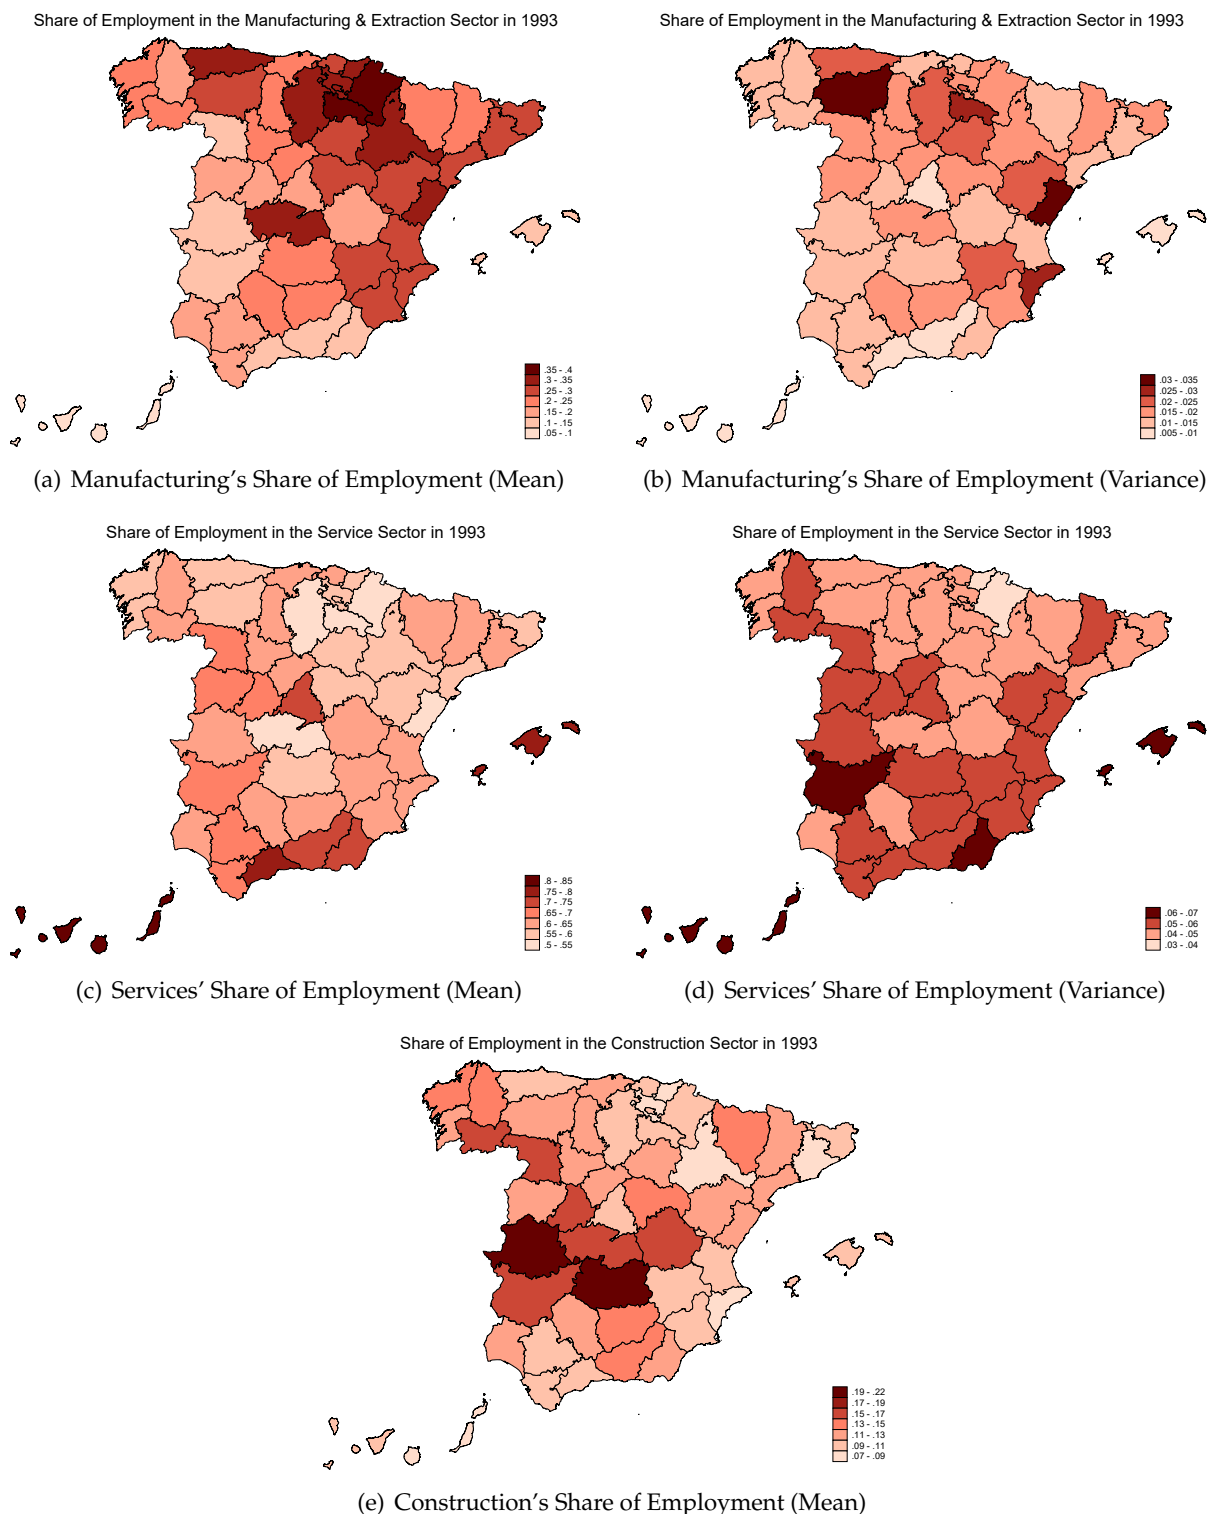 Share of Employment in the Manufacturing & Extraction Sector in 1993
.35 - .4
.3 - .35
.25 - .3
.2 - .25
.15 - .2
.1 - .15
.05 - .1
(a) Manufacturing's Share of Employment (Mean)
Share of Employment in the Manufacturing & Extraction Sector in 1993
.03 - .035
.025 - .03
.02 - .025
.015 - .02
.01 - .015
.005 - .01
(b) Manufacturing's Share of Employment (Variance)
Share of Employment in the Service Sector in 1993
.8 - .85
.75 - .8
.7 - .75
.65 - .7
.6 - .65
.55 - .6
.5 - .55
(c) Services' Share of Employment (Mean)
Share of Employment in the Service Sector in 1993
.06 - .07
.05 - .06
.04 - .05
.03 - .04
(d) Services' Share of Employment (Variance)
Share of Employment in the Construction Sector in 1993
.19 - .22
.17 - .19
.15 - .17
.13 - .15
.11 - .13
.09 - .11
.07 - .09
(e) Construction's Share of Employment (Mean)